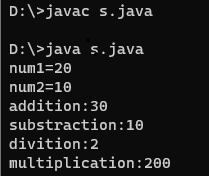 D:\>javac s.java
D:\>java s.java
num1=20
num2=10
addition:30
substraction:10
divition:2
multiplication:200